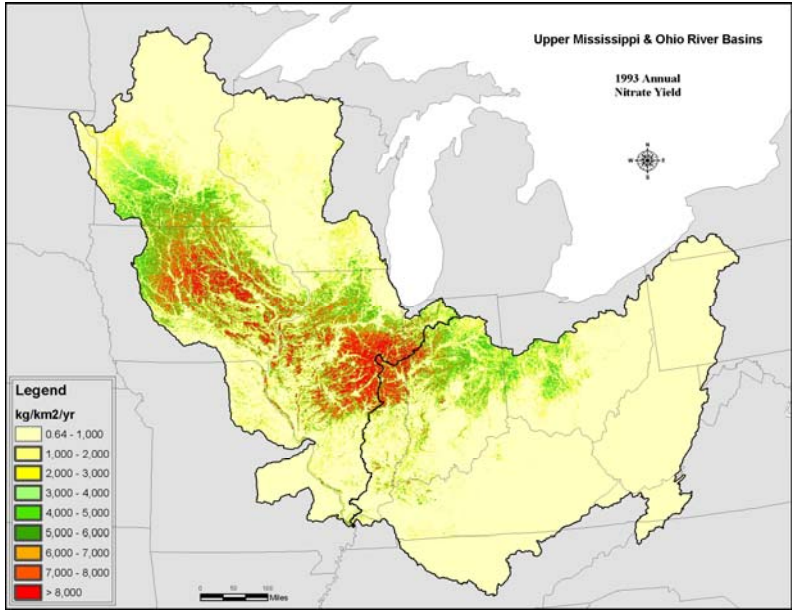 Upper Mississippi & Ohio River Basins
1993 Annual
Nitrate Yield
N
W
E
S
Legend
kg/km2/yr
0.64 - 1,000
1,000 - 2,000
2,000 - 3,000
3,000 - 4,000
4,000 - 5,000
5,000 - 6,000
6,000 - 7,000
7,000 - 8,000
> 8,000
0
50
100
Miles